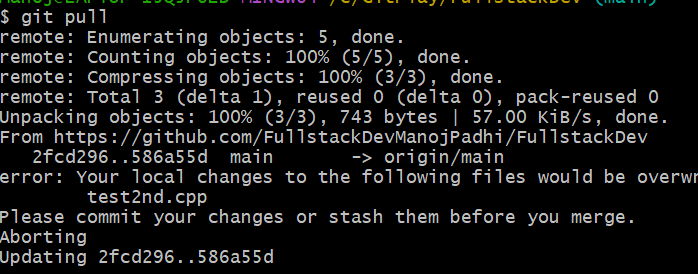 $ git pull
remote: Enumerating objects: 5, done.
remote: Counting objects: 100% (5/5), done.
remote: Compressing objects: 100% (3/3), done.
remote: Total 3 (delta 1), reused 0 (delta 0), pack-reused 0
Unpacking objects: 100% (3/3), 743 bytes | 57.00 KiB/s, done.
From https://github.com/FullstackDevManojPadhi/FullstackDev
   2fcd296..586a55d  main       -> origin/main
error: Your local changes to the following files would be overw
        test2nd.cpp
Please commit your changes or stash them before you merge.
Aborting
Updating 2fcd296..586a55d